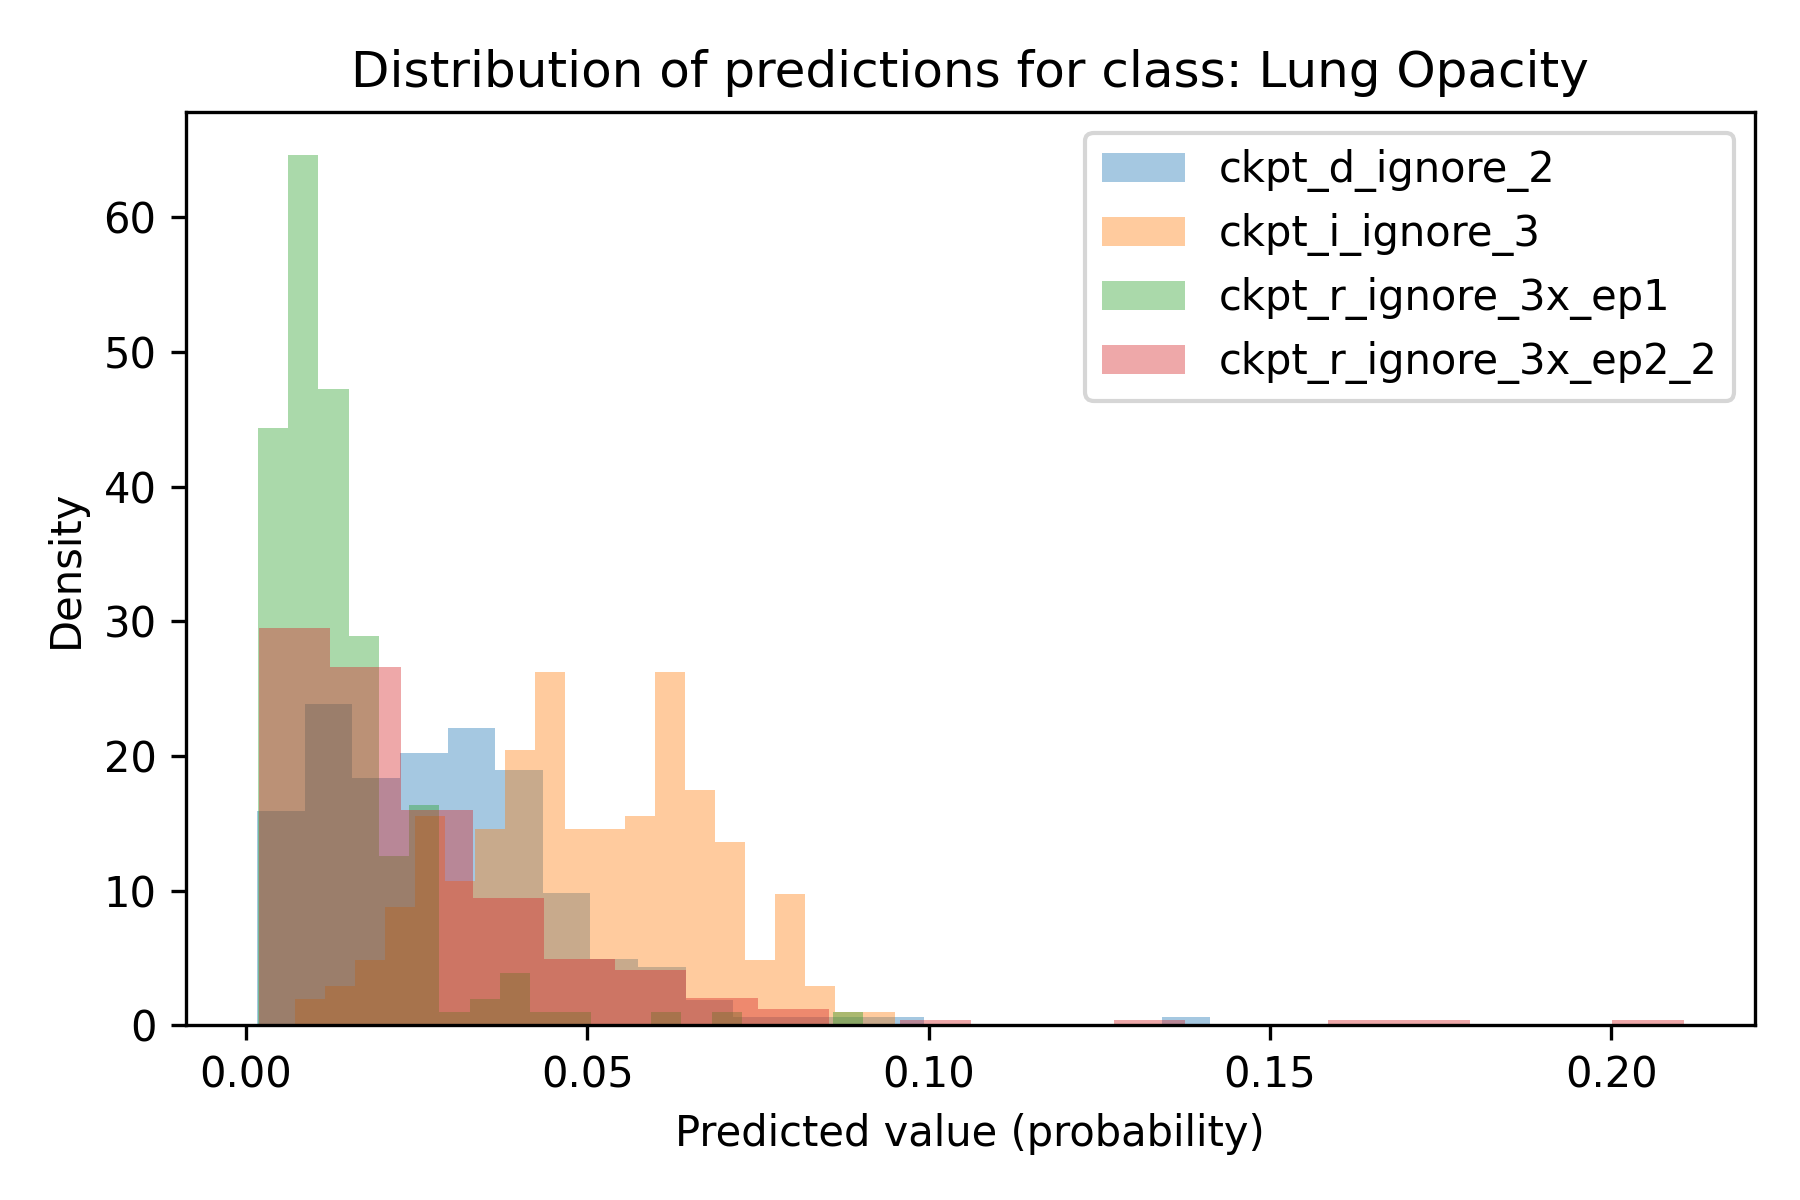 Distribution of predictions for class: Lung Opacity
ckpt_d_ignore_2
ckpt_i_ignore_3
ckpt_r_ignore_3x_ep1
ckpt_r_ignore_3x_ep2_2
Density
60
50
40
30
20
10
0
0.00 0.05 0.10 0.15 0.20
Predicted value (probability)